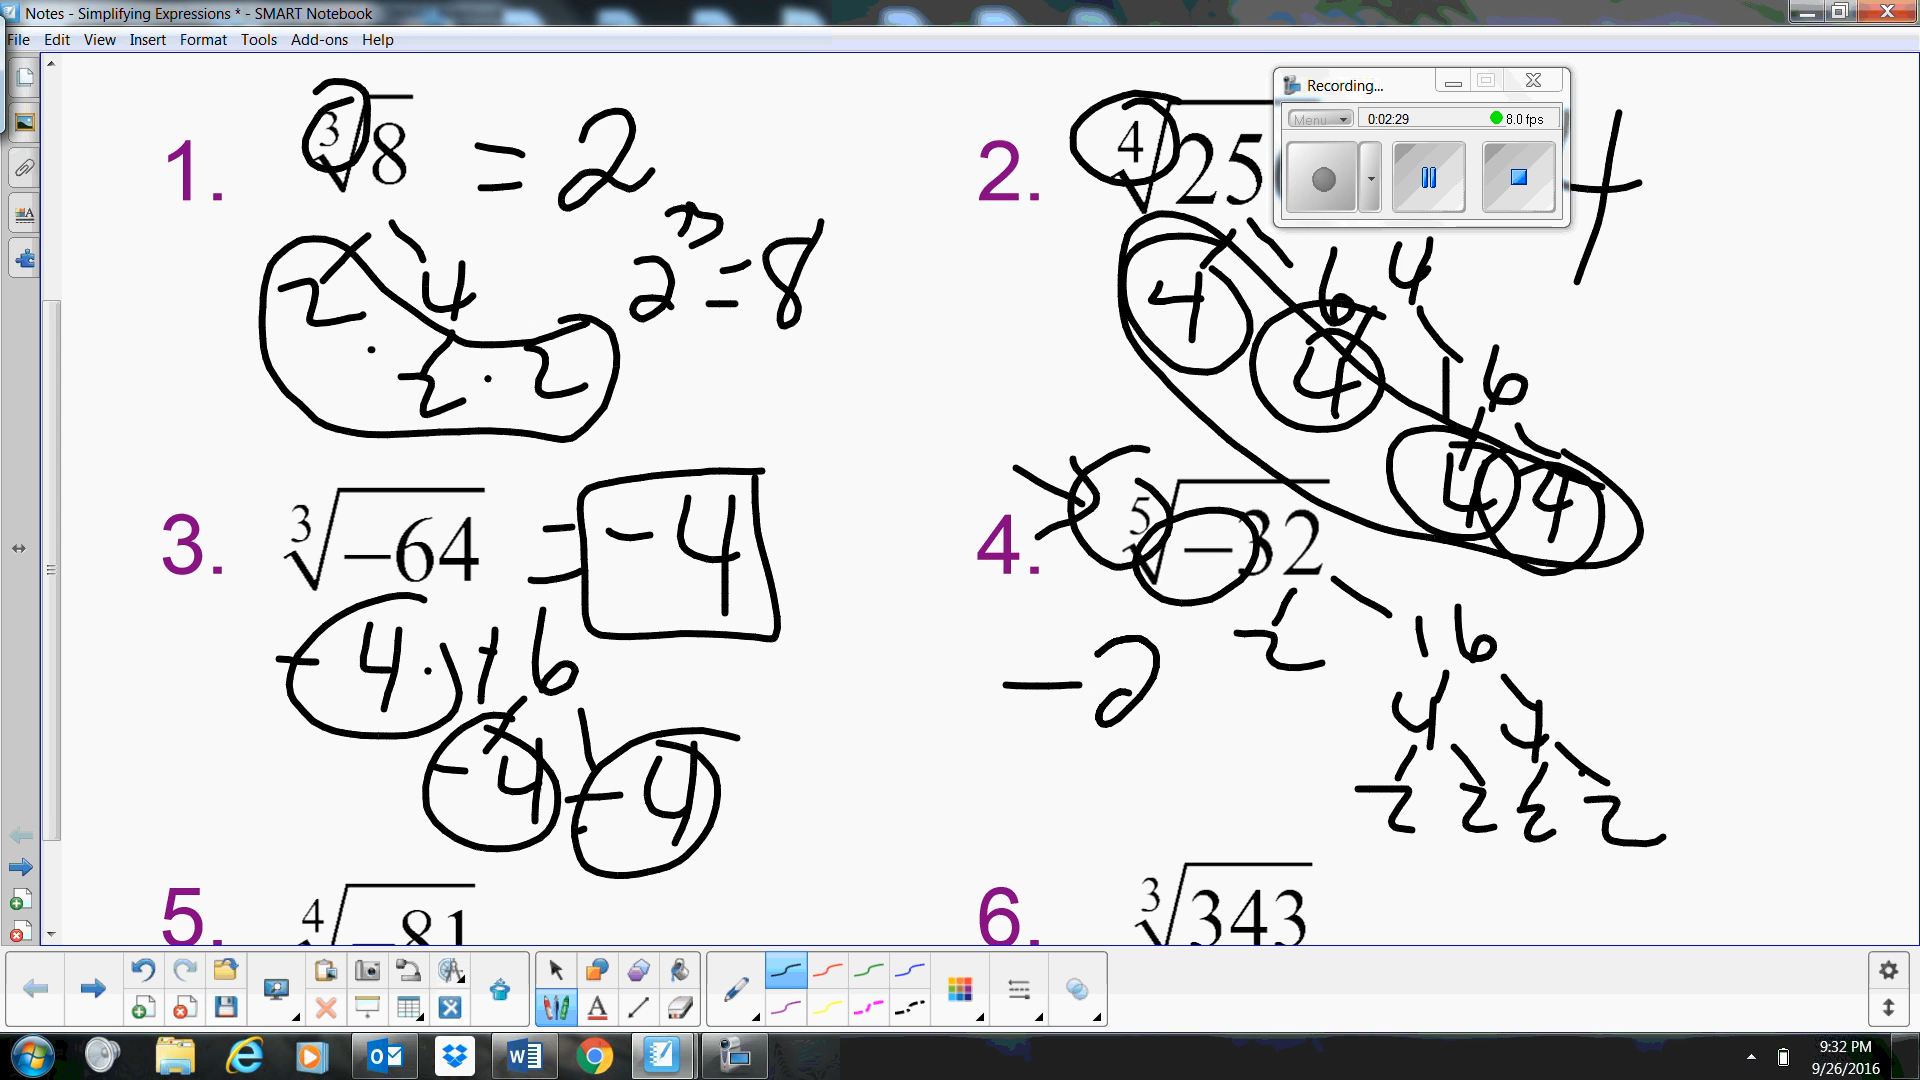 Notes - Simplifying Expressions * - SMART Notebook
File Edit View Insert Format Tools Add-ons Help
Recording...
Menu 0:02:29 8.0 fps
1. ∛8 = 2
2 4
2 · 2
2³ = 8
2. ∜25
4 64
4 16
4 4
3. ∛−64 = −4
−4 · 16
−4 −4
4. ⁵√−32
−2
2 16
4 4
2 2 2 2
5. ∜−81
6. ∛343
A
9:32 PM
9/26/2016